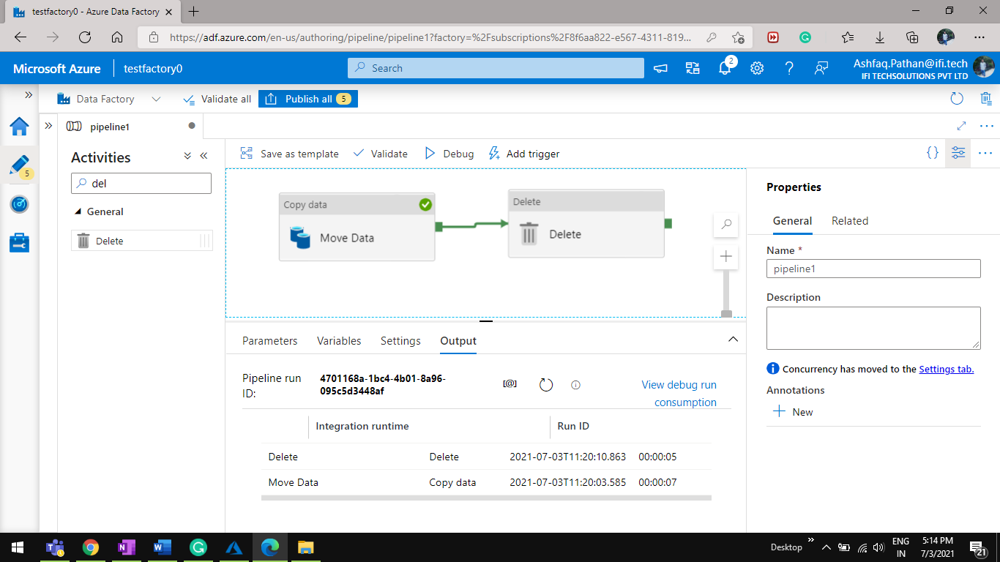 testfactory0 - Azure Data Factory
https://adf.azure.com/en-us/authoring/pipeline/pipeline1?factory=%2Fsubscriptions%2F8f6aa822-e567-4311-819...
Microsoft Azure
testfactory0
Search
2
Ashfaq.Pathan@ifi.tech
IFI TECHSOLUTIONS PVT LTD
Data Factory
Validate all
Publish all 5
pipeline1
5
Activities
del
General
Delete
Save as template
Validate
Debug
Add trigger
{}
Copy data
Move Data
Delete
Delete
Parameters
Variables
Settings
Output
Pipeline run
ID:
4701168a-1bc4-4b01-8a96-
095c5d3448af
[@]
View debug run
consumption
Integration runtime
Run ID
Delete Delete 2021-07-03T11:20:10.863 00:00:05
Move Data Copy data 2021-07-03T11:20:03.585 00:00:07
Properties
General
Related
Name *
pipeline1
Description
Concurrency has moved to the Settings tab.
Annotations
New
Desktop
ENG
IN
5:14 PM
7/3/2021
21